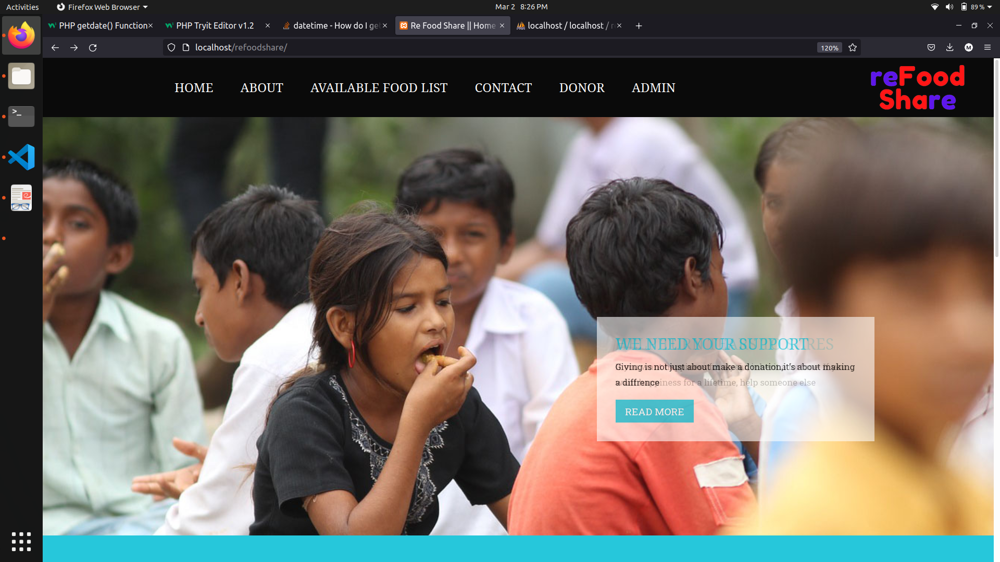 Activities
Firefox Web Browser
Mar 2 8:26 PM
89 %
PHP getdate() Function
PHP Tryit Editor v1.2
datetime - How do I get
Re Food Share || Home
localhost / localhost / r
localhost/refoodshare/
120%
M
HOME
ABOUT
AVAILABLE FOOD LIST
CONTACT
DONOR
ADMIN
reFood
Share
>_
WE NEED YOUR SUPPORT
Giving is not just about make a donation,it’s about making
a diffrence
want happiness for a lifetime, help someone else
READ MORE